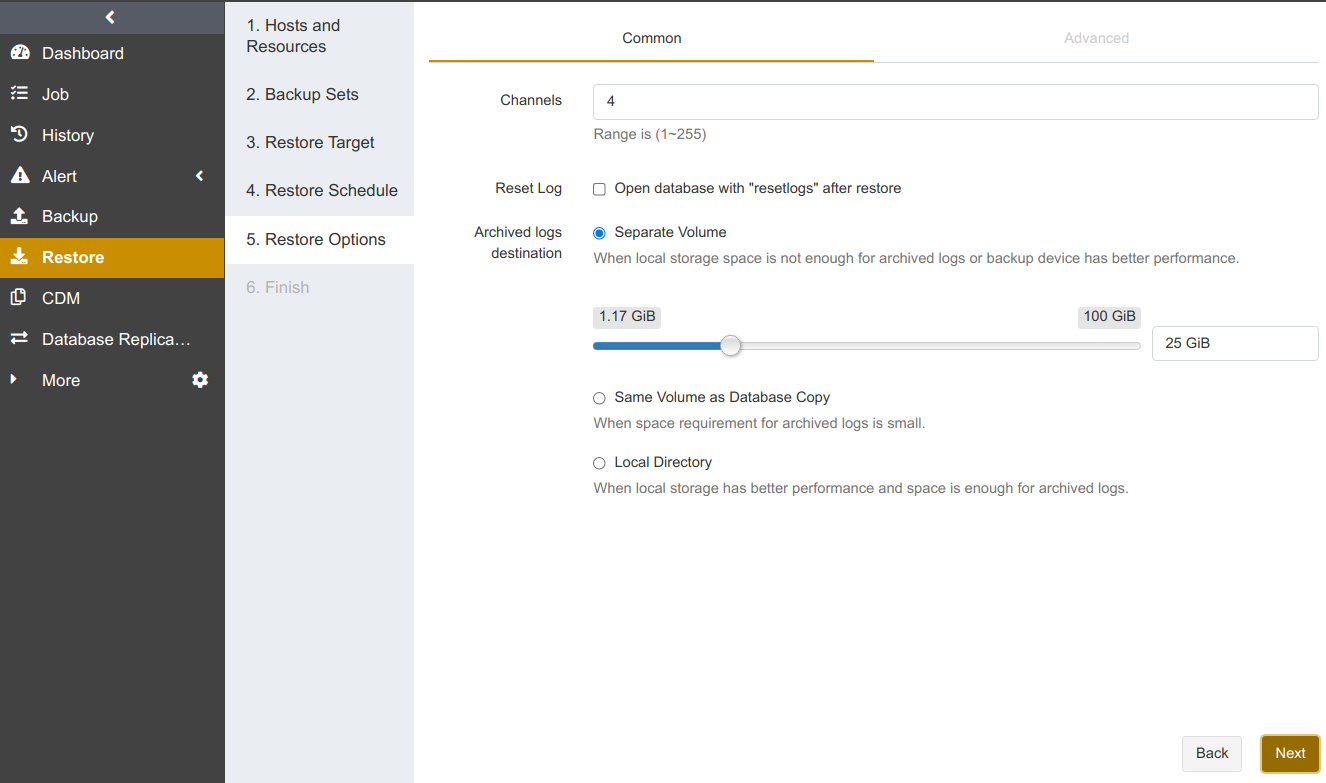 Dashboard
Job
History
Alert
Backup
Restore
CDM
Database Replica…
More
1. Hosts and
Resources
2. Backup Sets
3. Restore Target
4. Restore Schedule
5. Restore Options
6. Finish
Common
Advanced
Channels
4
Range is (1~255)
Reset Log
Open database with "resetlogs" after restore
Archived logs
destination
Separate Volume
When local storage space is not enough for archived logs or backup device has better performance.
1.17 GiB
100 GiB
25 GiB
Same Volume as Database Copy
When space requirement for archived logs is small.
Local Directory
When local storage has better performance and space is enough for archived logs.
Back
Next